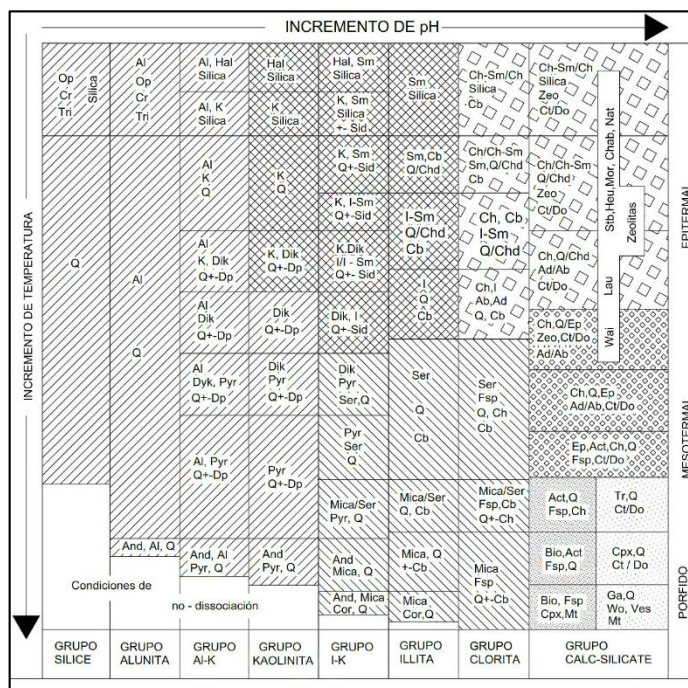 INCREMENTO DE pH
INCREMENTO DE TEMPERATURA
Op
Cr
Tri
Silica
Q
Al
Op
Cr
Tri
Al
Q
And, Al, Q
Al, Hal
Silica
Al, K
Silica
Al
K
Q
Al
K, Dik
Q+-Dp
Al
Dik
Q+-Dp
Al
Dyk, Pyr
Q+-Dp
Al, Pyr
Q+-Dp
And, Al
Pyr, Q
Hal
Silica
K
Silica
K
Q
K, Dik
Q+-Dp
Dik
Q+-Dp
Dik
Pyr
Q+-Dp
Pyr
Q+-Dp
And
Pyr, Q
Hal, Sm
Silica
K, Sm
Silica
+- Sid
K, Sm
Q+-Sid
K, I-Sm
Q+-Sid
K,Dik
I/I - Sm
Q+- Sid
Dik, I
Q+-Sid
Dik
Pyr
Ser,Q
Pyr
Ser
Q
Mica/Ser
Pyr, Q
And
Mica, Q
And, Mica
Cor, Q
Sm
Silica
Sm,Cb
Q/Chd
I-Sm
Q/Chd
Cb
I
Q
Cb
Ser
Q
Cb
Mica/Ser
Q, Cb
Mica, Q
+-Cb
Mica
Cor,Q
Ch-Sm/Ch
Silica
Cb
Ch/Ch-Sm
Sm,Q/Chd
Cb
Ch, Cb
I-Sm
Q/Chd
Ch,I
Ab,Ad
Q, Cb
Ser
Fsp
Q, Ch
Cb
Mica/Ser
Fsp,Cb
Q+-Ch
Mica
Fsp
Q+-Cb
Ch-Sm/Ch
Silica
Zeo
Ct/Do
Ch/Ch-Sm
Q/Chd
Zeo
Ct/Do
Ch,Q/Chd
Ad/Ab
Ct/Do
Ch,Q/Ep
Zeo,Ct/Do
Ad/Ab
Ch,Q,Ep
Ad/Ab,Ct/Do
Ep,Act,Ch,Q
Fsp,Ct/Do
Act,Q
Fsp,Ch
Tr,Q
Ct/Do
Bio,Act
Fsp,Q
Cpx,Q
Ct / Do
Bio, Fsp
Cpx,Mt
Ga,Q
Wo, Ves
Mt
Stb,Heu,Mor, Chab, Nat
Lau
Wai
Zeolitas
EPITERMAL
MESOTERMAL
PORFIDO
Condiciones de
no - dissociación
GRUPO
SILICE
GRUPO
ALUNITA
GRUPO
Al-K
GRUPO
KAOLINITA
GRUPO
I-K
GRUPO
ILLITA
GRUPO
CLORITA
GRUPO
CALC-SILICATE